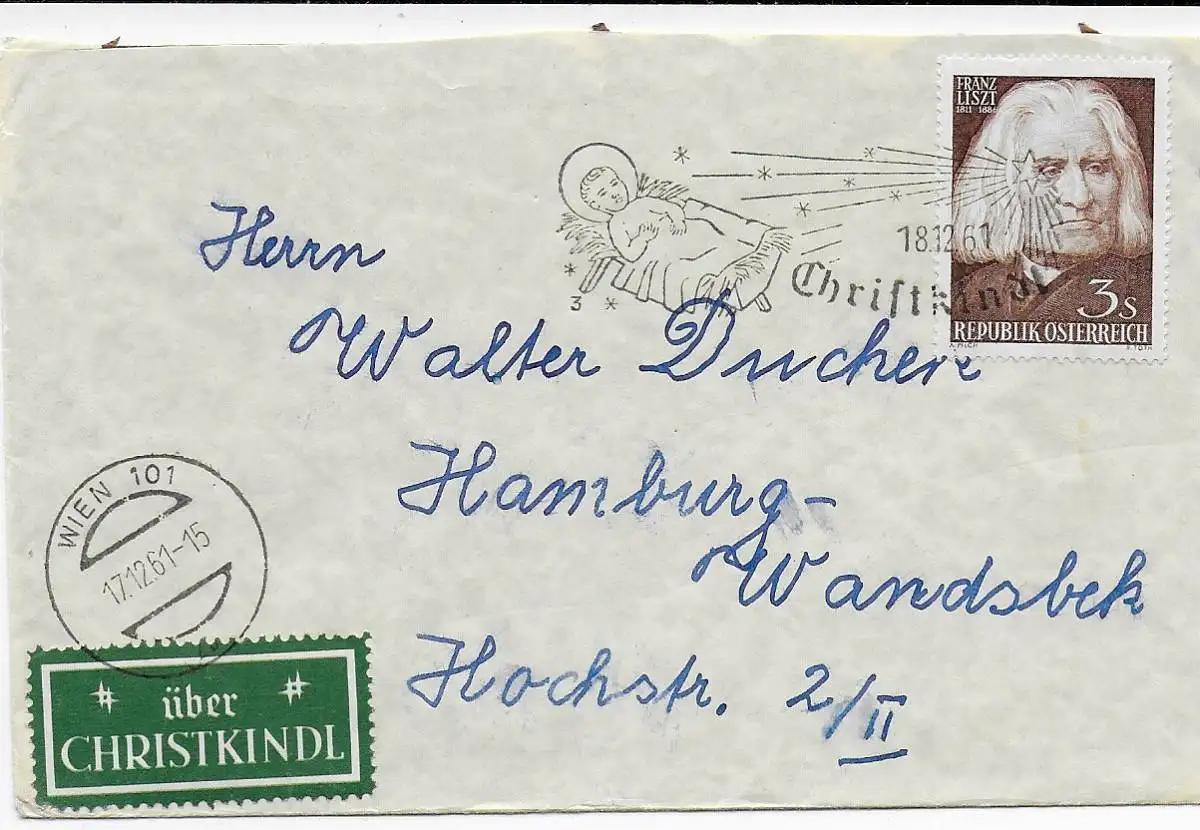 FRANZ
LISZT
1811 1886
18.12.61
Christkindl
3
3s
REPUBLIK ÖSTERREICH
Herrn
Walter
Hamburg-
Wandsbek
Hochstr. 2/II
WIEN 101
17.12.61-15
über
CHRISTKINDL